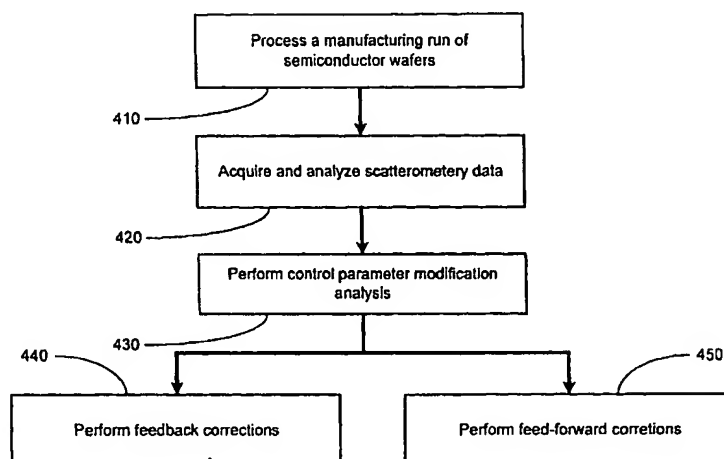 Process a manufacturing run of
semiconductor wafers
410
Acquire and analyze scatterometery data
420
Perform control parameter modification
analysis
430
440
450
Perform feedback corrections
Perform feed-forward corretions